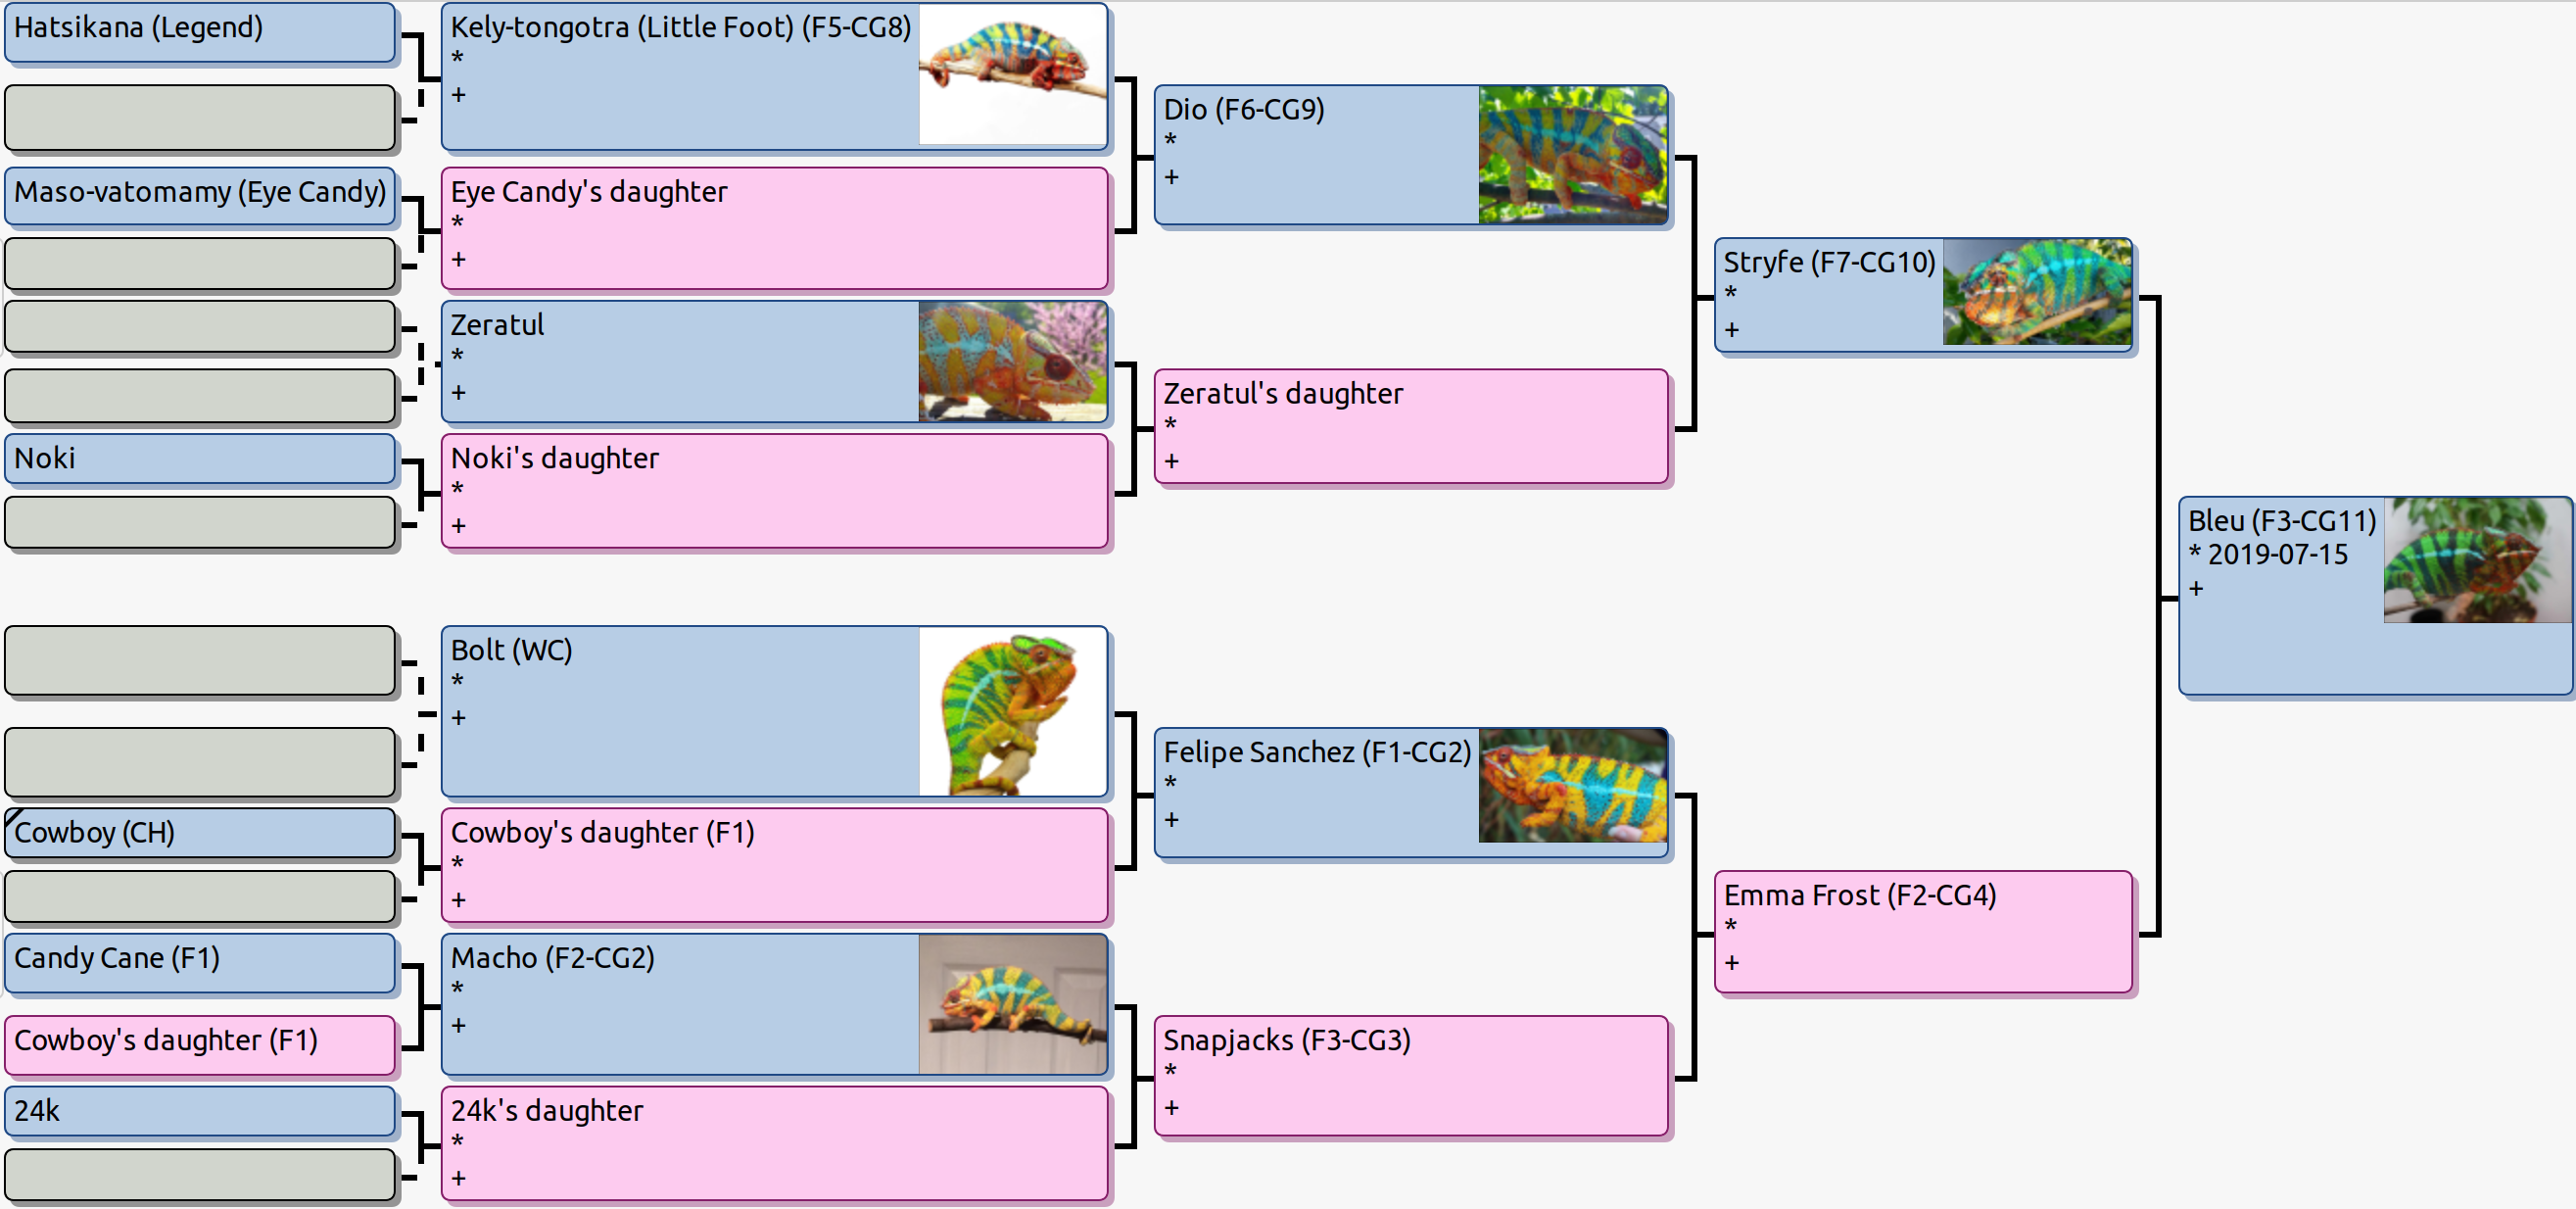 Hatsikana (Legend)
Maso-vatomamy (Eye Candy)
Noki
Cowboy (CH)
Candy Cane (F1)
Cowboy's daughter (F1)
24k
Kely-tongotra (Little Foot) (F5-CG8)
*
+
Eye Candy's daughter
*
+
Zeratul
*
+
Noki's daughter
*
+
Bolt (WC)
*
+
Cowboy's daughter (F1)
*
+
Macho (F2-CG2)
*
+
24k's daughter
*
+
Dio (F6-CG9)
*
+
Zeratul's daughter
*
+
Felipe Sanchez (F1-CG2)
*
+
Snapjacks (F3-CG3)
*
+
Stryfe (F7-CG10)
*
+
Emma Frost (F2-CG4)
*
+
Bleu (F3-CG11)
* 2019-07-15
+